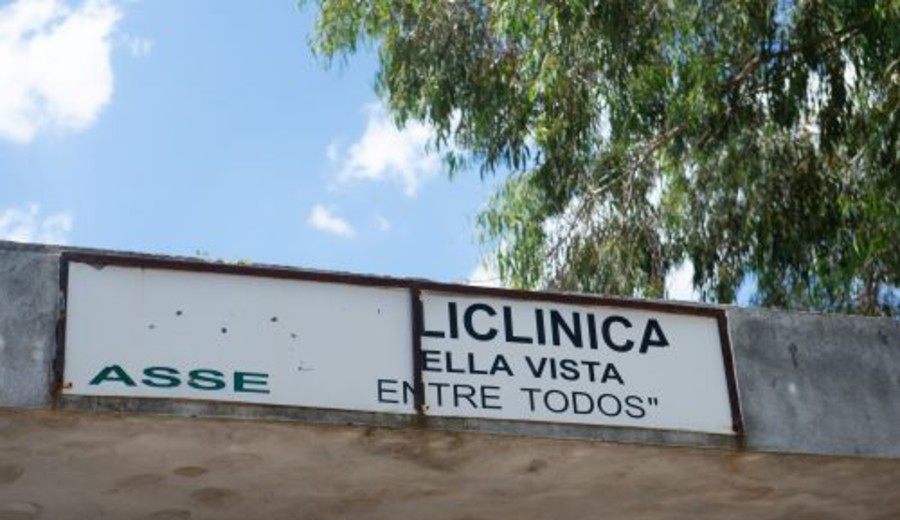 LICLINICA
ELLA VISTA
ENTRE TODOS"
ASSE